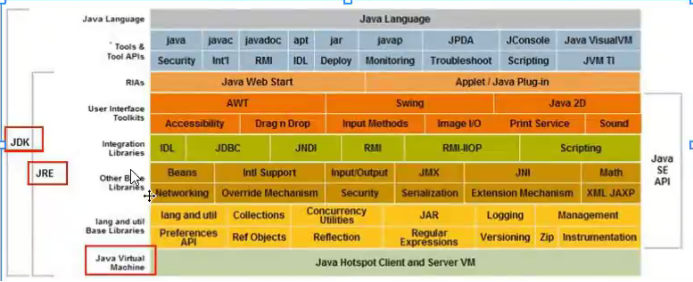 Java Language Java Language
Tools & Tool APIs
java javac javadoc apt jar javap JPDA JConsole Java VisualVM
Security Int'l RMI IDL Deploy Monitoring Troubleshoot Scripting JVM TI
RIAs Java Web Start Applet / Java Plug-in
User Interface Toolkits
AWT Swing Java 2D
Accessibility Drag n Drop Input Methods Image I/O Print Service Sound
Integration Libraries
IDL JDBC JNDI RMI RMI-IIOP Scripting
JDK
JRE
Java SE API
Other Base Libraries
Beans Intl Support Input/Output JMX JNI Math
Networking Override Mechanism Security Serialization Extension Mechanism XML JAXP
lang and util Base Libraries
lang and util Collections Concurrency Utilities JAR Logging Management
Preferences API Ref Objects Reflection Regular Expressions Versioning Zip Instrumentation
Java Virtual Machine
Java Hotspot Client and Server VM